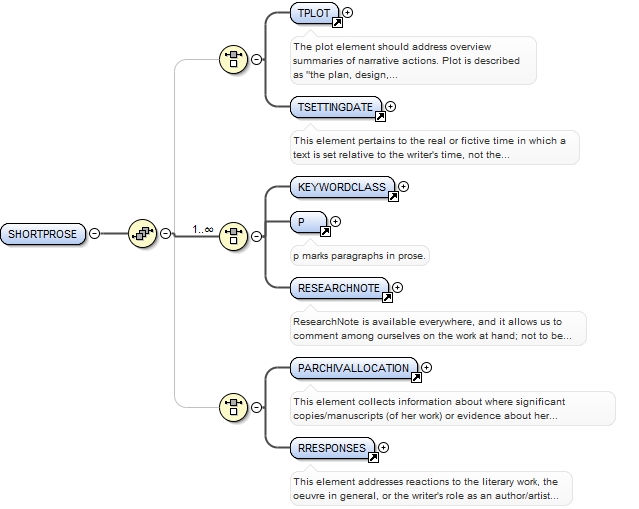 TPLOT
The plot element should address overview
summaries of narrative actions. Plot is described
as "the plan, design,...
TSETTINGDATE
This element pertains to the real or fictive time in which a
text is set relative to the writer's time, not the...
KEYWORDCLASS
SHORTPROSE
1..∞
P
p marks paragraphs in prose.
RESEARCHNOTE
ResearchNote is available everywhere, and it allows us to
comment among ourselves on the work at hand; not to be...
PARCHIVALLOCATION
This element collects information about where significant
copies/manuscripts (of her work) or evidence about her...
RRESPONSES
This element addresses reactions to the literary work, the
oeuvre in general, or the writer's role as an author/artist...